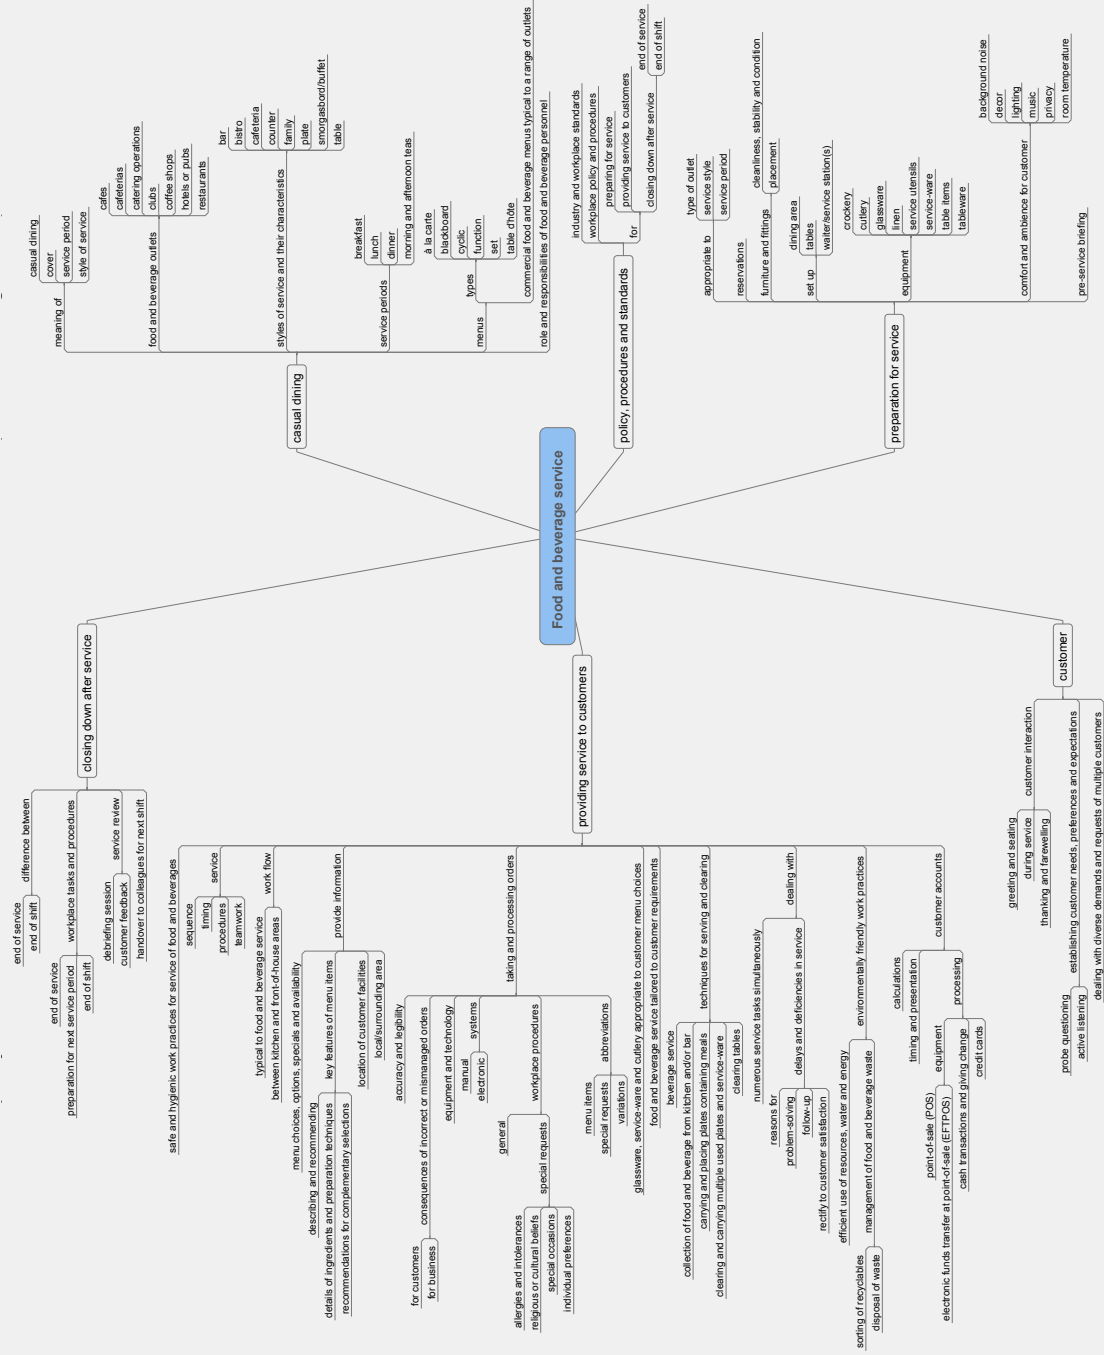 Food and beverage service
casual dining
meaning of
casual dining
cover
service period
style of service
food and beverage outlets
cafes
cafeterias
catering operations
clubs
coffee shops
hotels or pubs
restaurants
styles of service and their characteristics
bar
bistro
cafeteria
counter
family
plate
smorgasbord/buffet
table
service periods
breakfast
lunch
dinner
morning and afternoon teas
menus
types
à la carte
blackboard
cyclic
function
set
table d'hôte
commercial food and beverage menus typical to a range of outlets
role and responsibilities of food and beverage personnel
policy, procedures and standards
industry and workplace standards
workplace policy and procedures
for
preparing for service
providing service to customers
closing down after service
end of service
end of shift
preparation for service
appropriate to
type of outlet
service style
service period
reservations
furniture and fittings
cleanliness, stability and condition
placement
set up
dining area
tables
waiter/service station(s)
equipment
crockery
cutlery
glassware
linen
service utensils
service-ware
table items
tableware
comfort and ambience for customer
background noise
decor
lighting
music
privacy
room temperature
pre-service briefing
closing down after service
difference between
end of service
end of shift
workplace tasks and procedures
end of service
preparation for next service period
end of shift
service review
debriefing session
customer feedback
handover to colleagues for next shift
providing service to customers
safe and hygienic work practices for service of food and beverages
service
sequence
timing
procedures
teamwork
work flow
typical to food and beverage service
between kitchen and front-of-house areas
provide information
menu choices, options, specials and availability
key features of menu items
describing and recommending
details of ingredients and preparation techniques
recommendations for complementary selections
location of customer facilities
local/surrounding area
taking and processing orders
accuracy and legibility
consequences of incorrect or mismanaged orders
for customers
for business
equipment and technology
systems
manual
electronic
workplace procedures
general
special requests
allergies and intolerances
religious or cultural beliefs
special occasions
individual preferences
abbreviations
menu items
special requests
variations
glassware, service-ware and cutlery appropriate to customer menu choices
food and beverage service tailored to customer requirements
techniques for serving and clearing
beverage service
collection of food and beverage from kitchen and/or bar
carrying and placing plates containing meals
clearing and carrying multiple used plates and service-ware
clearing tables
dealing with
numerous service tasks simultaneously
delays and deficiencies in service
reasons for
problem-solving
follow-up
rectify to customer satisfaction
environmentally friendly work practices
efficient use of resources, water and energy
management of food and beverage waste
sorting of recyclables
disposal of waste
customer accounts
calculations
timing and presentation
processing
equipment
point-of-sale (POS)
electronic funds transfer at point-of-sale (EFTPOS)
cash transactions and giving change
credit cards
customer
customer interaction
greeting and seating
during service
thanking and farewelling
establishing customer needs, preferences and expectations
probe questioning
active listening
dealing with diverse demands and requests of multiple customers